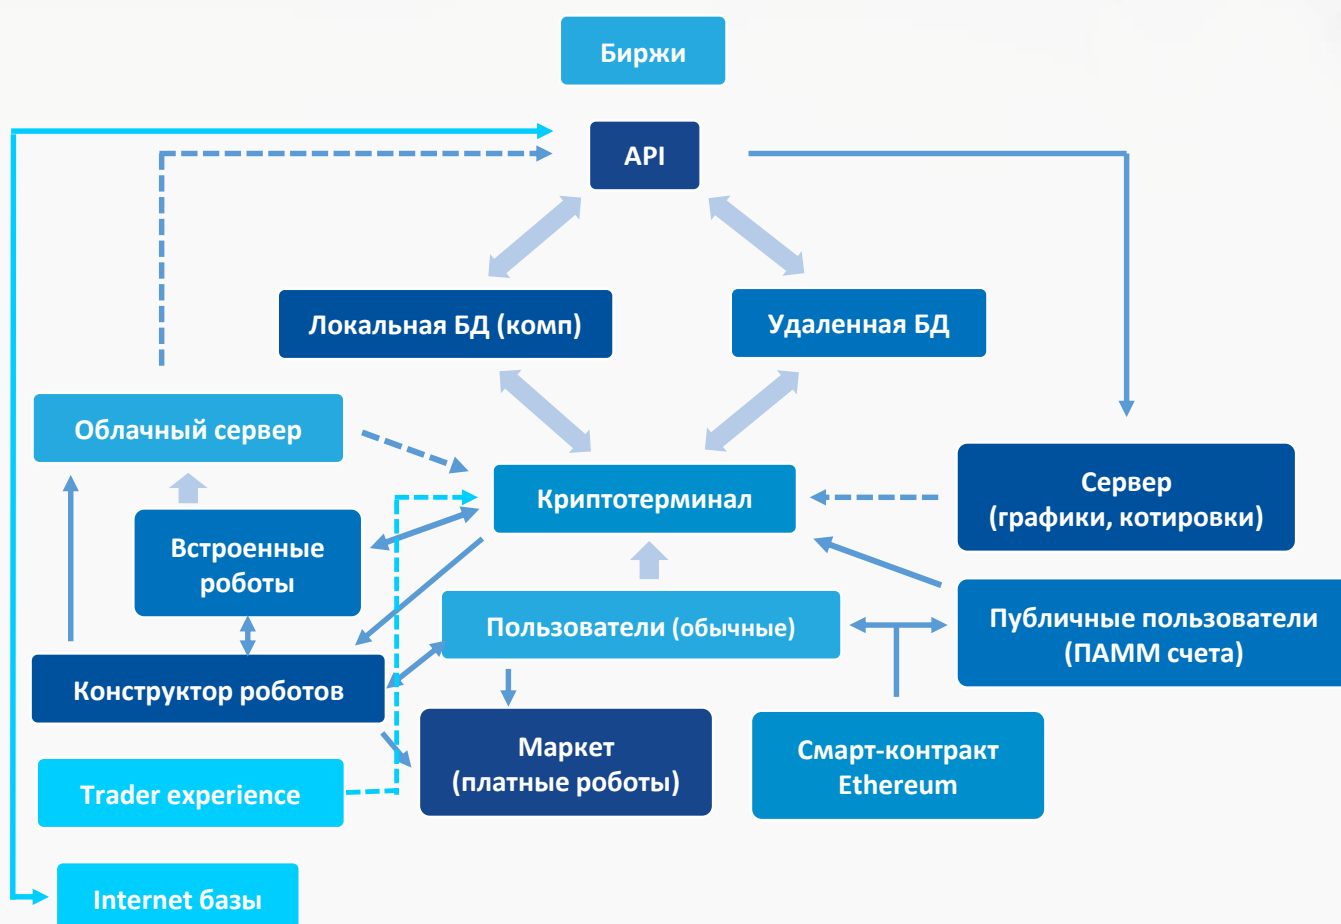 Биржи
API
Локальная БД (комп)
Удаленная БД
Облачный сервер
Криптотерминал
Сервер
(графики, котировки)
Встроенные
роботы
Пользователи (обычные)
Публичные пользователи
(ПАММ счета)
Конструктор роботов
Маркет
(платные роботы)
Смарт-контракт
Ethereum
Trader experience
Internet базы